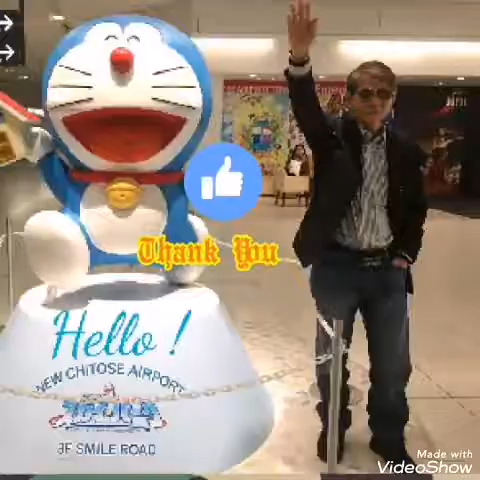 Thank You
Hello !
NEW CHITOSE AIRPORT
3F SMILE ROAD
Made with
VideoShow